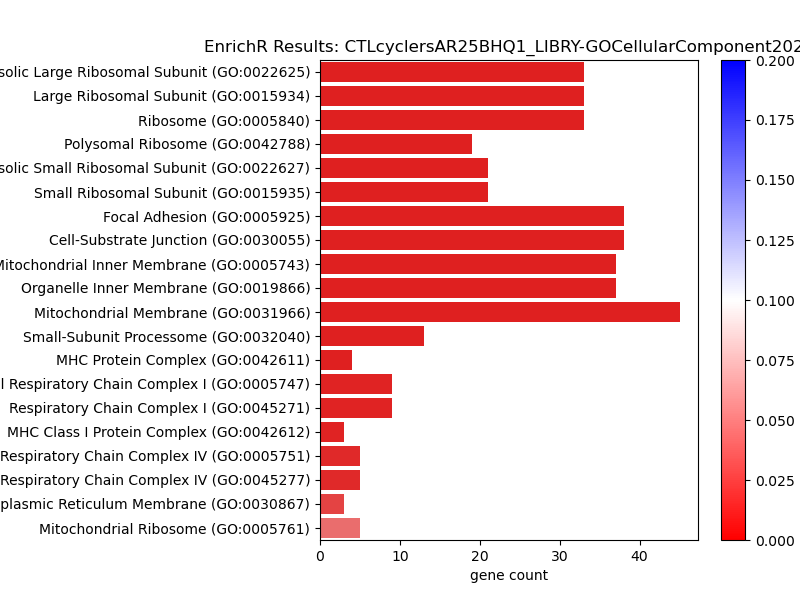 EnrichR Results: CTLcyclersAR25BHQ1_LIBRY-GOCellularComponent202
solic Large Ribosomal Subunit (GO:0022625)
Large Ribosomal Subunit (GO:0015934)
Ribosome (GO:0005840)
Polysomal Ribosome (GO:0042788)
solic Small Ribosomal Subunit (GO:0022627)
Small Ribosomal Subunit (GO:0015935)
Focal Adhesion (GO:0005925)
Cell-Substrate Junction (GO:0030055)
Mitochondrial Inner Membrane (GO:0005743)
Organelle Inner Membrane (GO:0019866)
Mitochondrial Membrane (GO:0031966)
Small-Subunit Processome (GO:0032040)
MHC Protein Complex (GO:0042611)
l Respiratory Chain Complex I (GO:0005747)
Respiratory Chain Complex I (GO:0045271)
MHC Class I Protein Complex (GO:0042612)
Respiratory Chain Complex IV (GO:0005751)
Respiratory Chain Complex IV (GO:0045277)
plasmic Reticulum Membrane (GO:0030867)
Mitochondrial Ribosome (GO:0005761)
0 10 20 30 40
gene count
0.200
0.175
0.150
0.125
0.100
0.075
0.050
0.025
0.000